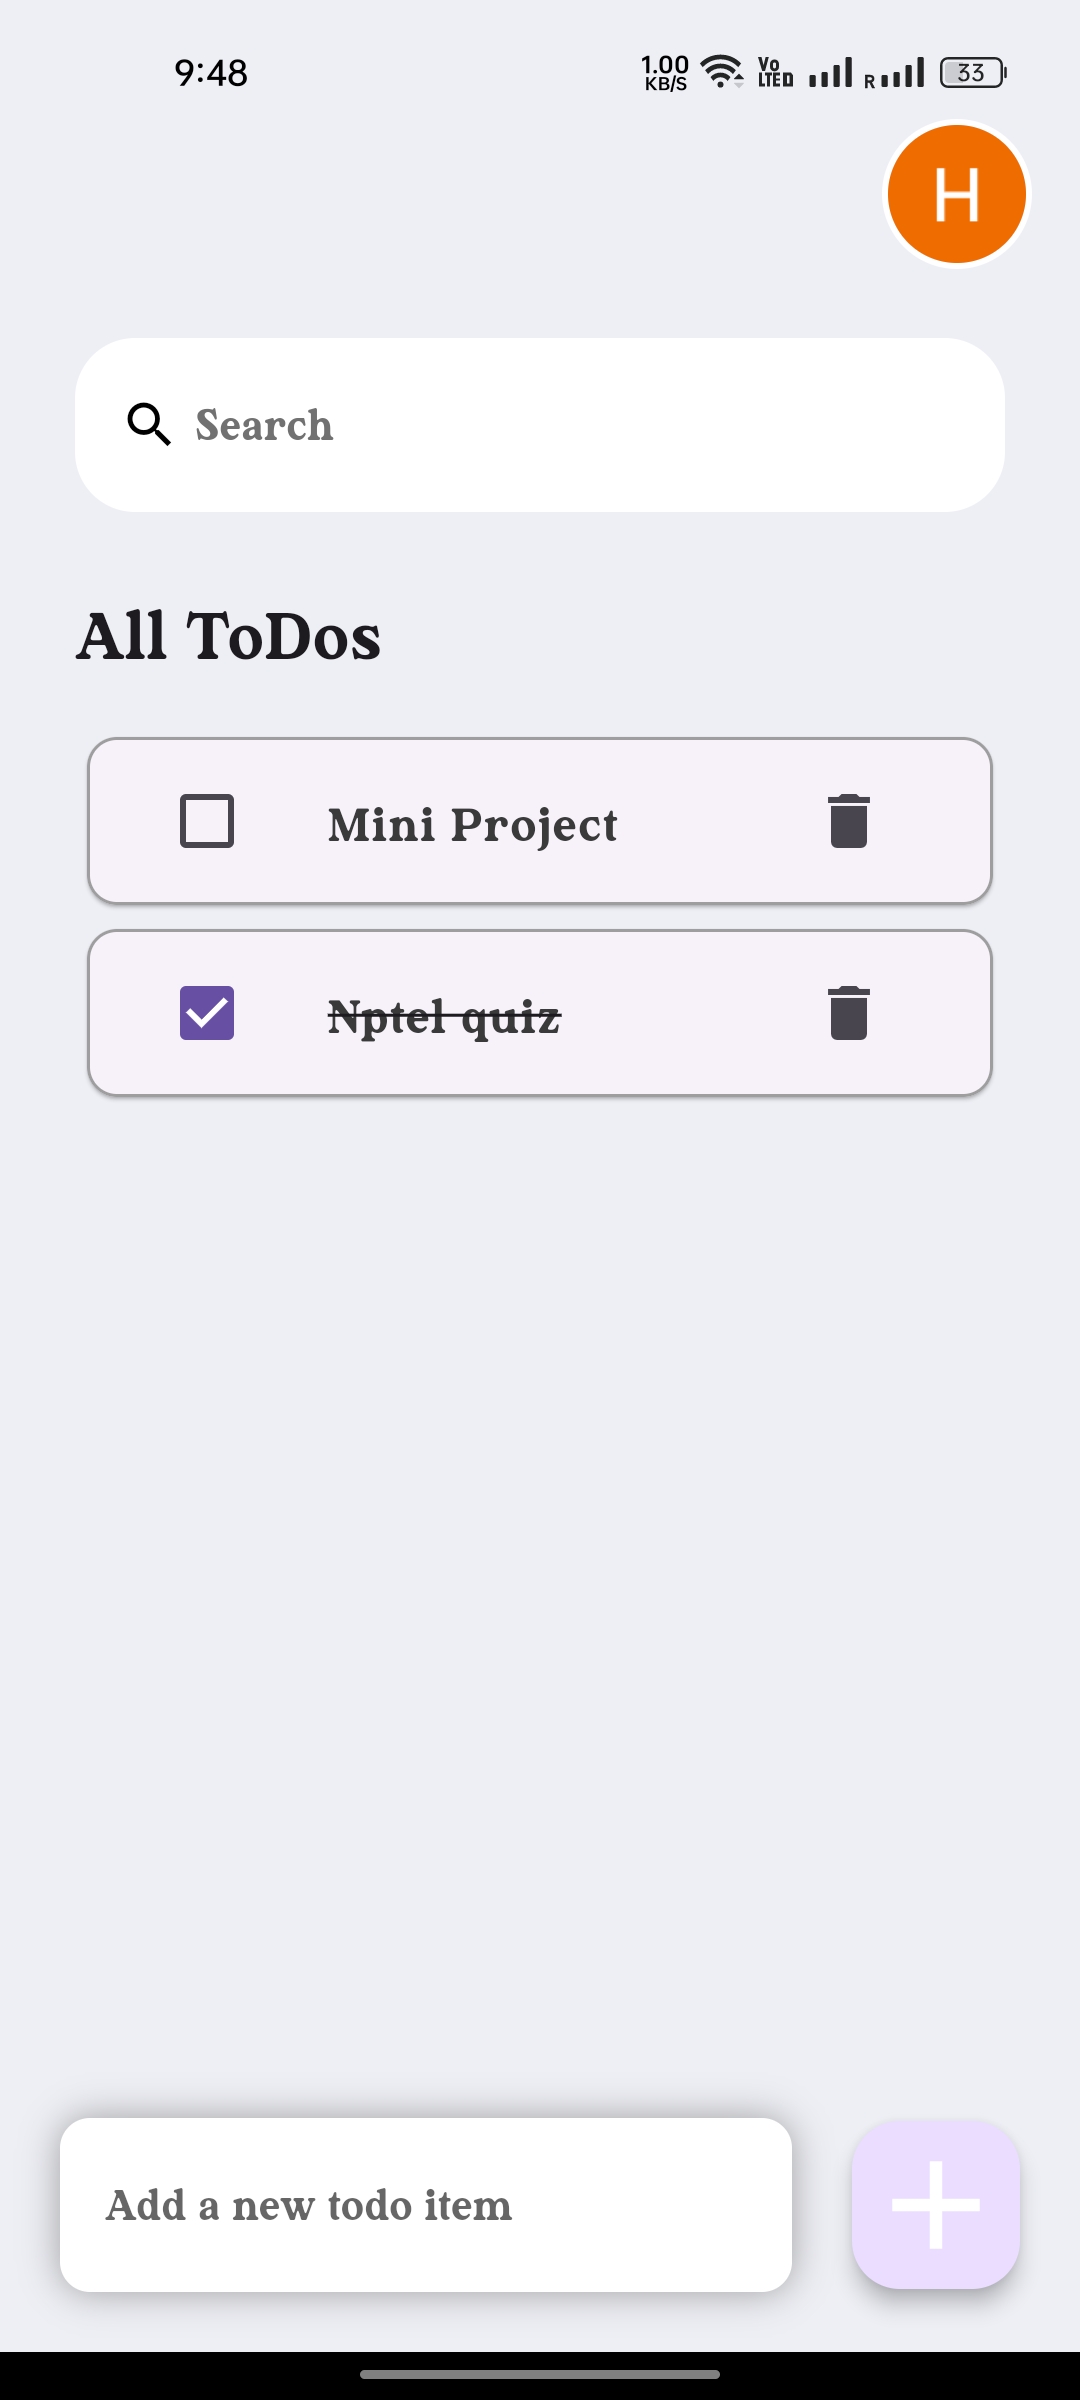 9:48
1.00
KB/S
Vo
LTE
R
33
H
Search
All ToDos
Mini Project
Nptel quiz
Add a new todo item